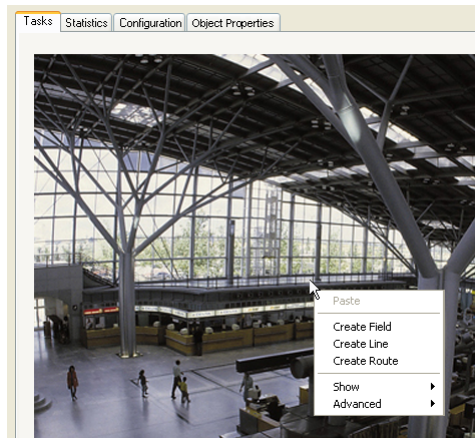 Tasks Statistics Configuration Object Properties
Paste
Create Field
Create Line
Create Route
Show
Advanced